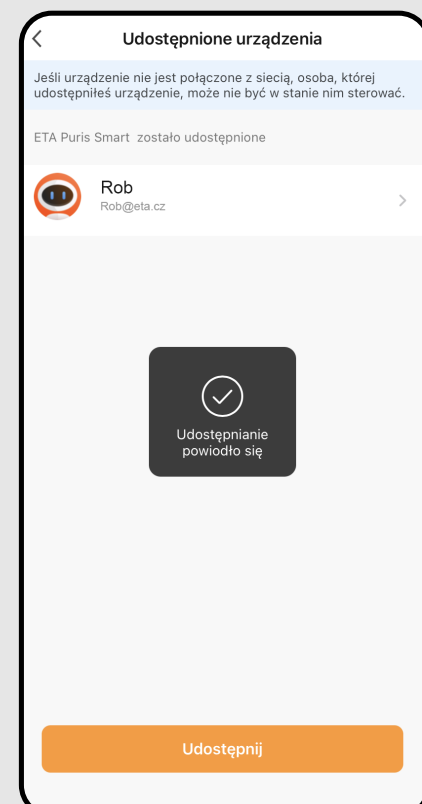 Udostępnione urządzenia
Jeśli urządzenie nie jest połączone z siecią, osoba, której
udostępniłeś urządzenie, może nie być w stanie nim sterować.
ETA Puris Smart zostało udostępnione
Rob
Rob@eta.cz
Udostępnianie
powiodło się
Udostępnij